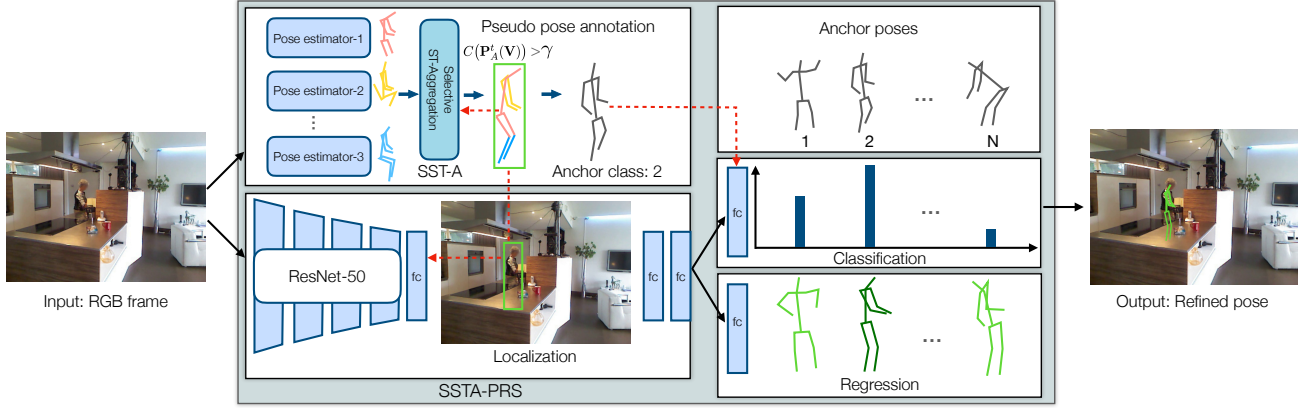 Input: RGB frame
Pose estimator-1
Pose estimator-2
Pose estimator-3
Selective
ST-Aggregation
SST-A
Pseudo pose annotation
C(P_A^t(V)) > γ
Anchor class: 2
ResNet-50
fc
Localization
fc
fc
SSTA-PRS
Anchor poses
...
1
2
N
fc
...
Classification
fc
...
Regression
Output: Refined pose